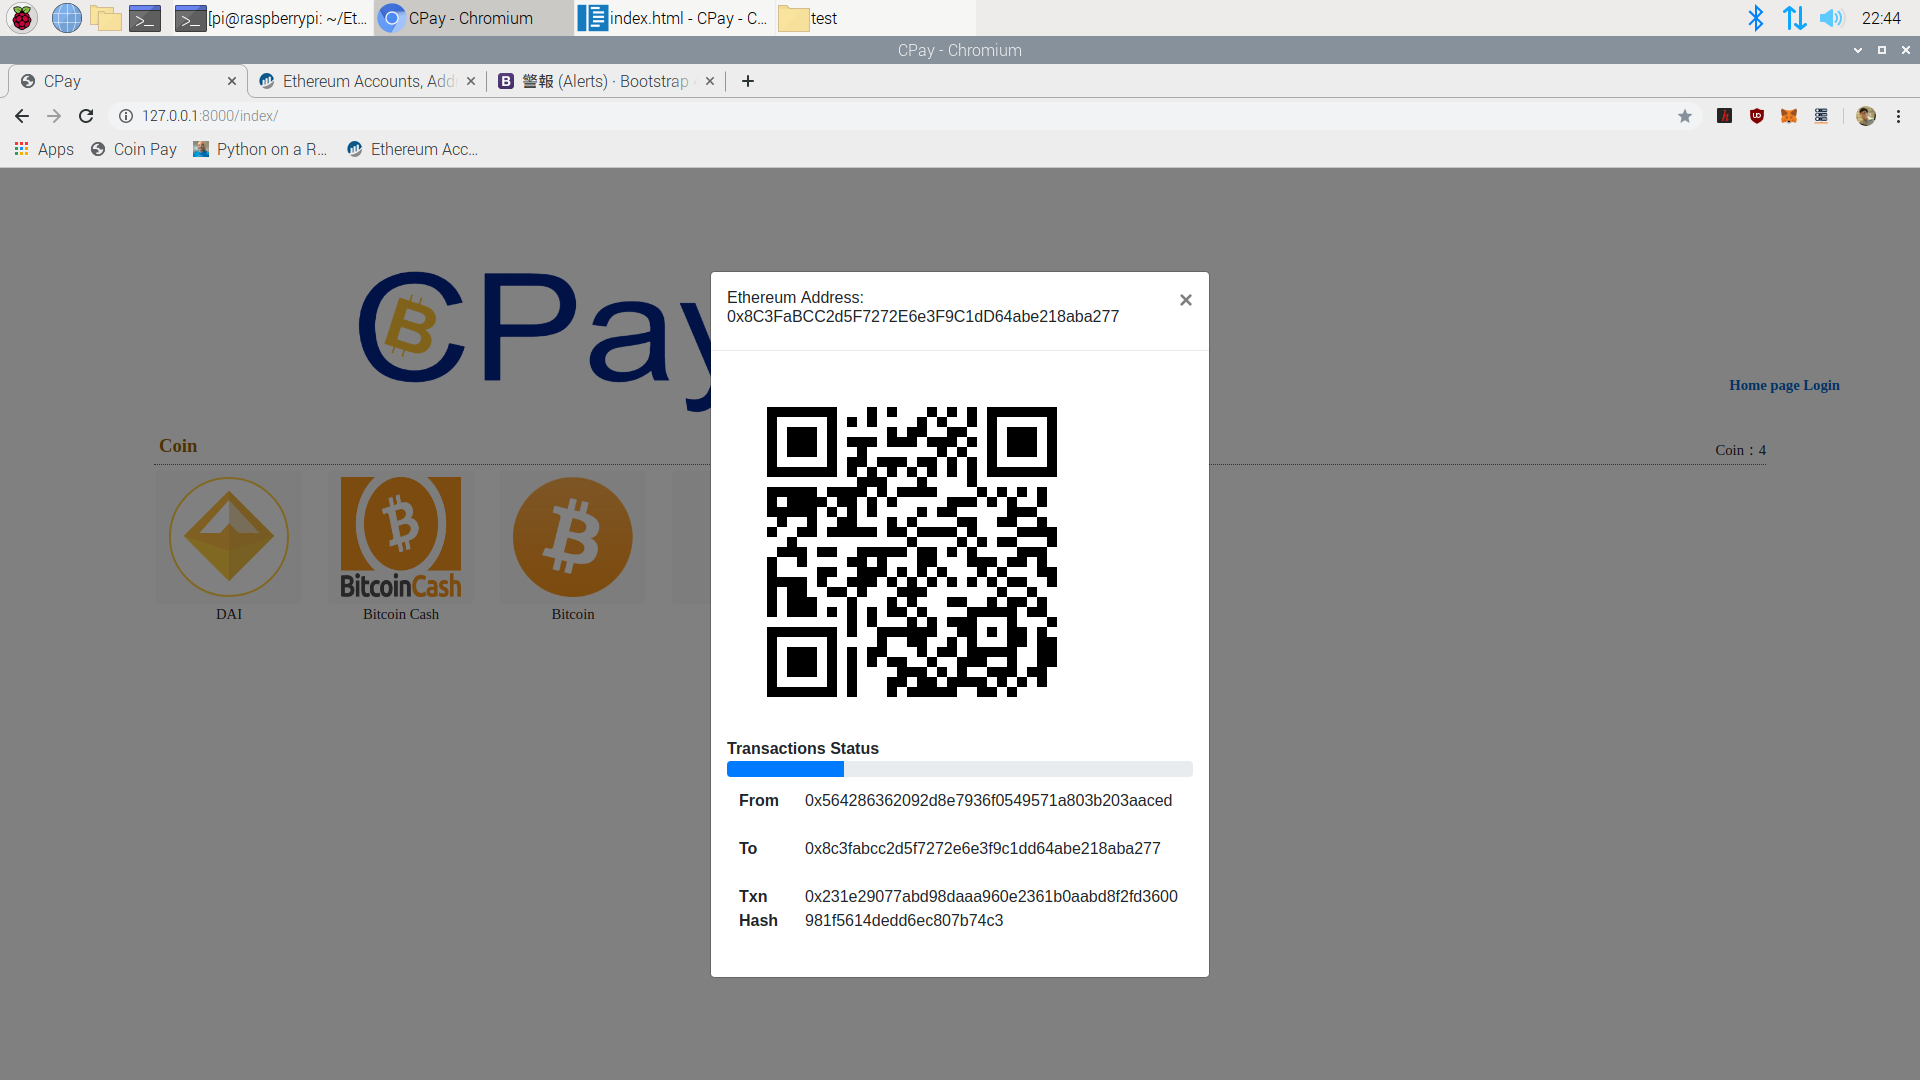 [pi@raspberrypi: ~/Et...
CPay - Chromium
index.html - CPay - C...
test
22:44
CPay - Chromium
CPay
Ethereum Accounts, Add
B 警報 (Alerts) · Bootstrap
127.0.0.1:8000/index/
Apps
Coin Pay
Python on a R...
Ethereum Acc...
CPay
Home page Login
Coin
Coin：4
BitcoinCash
DAI
Bitcoin Cash
Bitcoin
Ethereum Address:
0x8C3FaBCC2d5F7272E6e3F9C1dD64abe218aba277
Transactions Status
From 0x564286362092d8e7936f0549571a803b203aaced
To 0x8c3fabcc2d5f7272e6e3f9c1dd64abe218aba277
Txn 0x231e29077abd98daaa960e2361b0aabd8f2fd3600
Hash 981f5614dedd6ec807b74c3